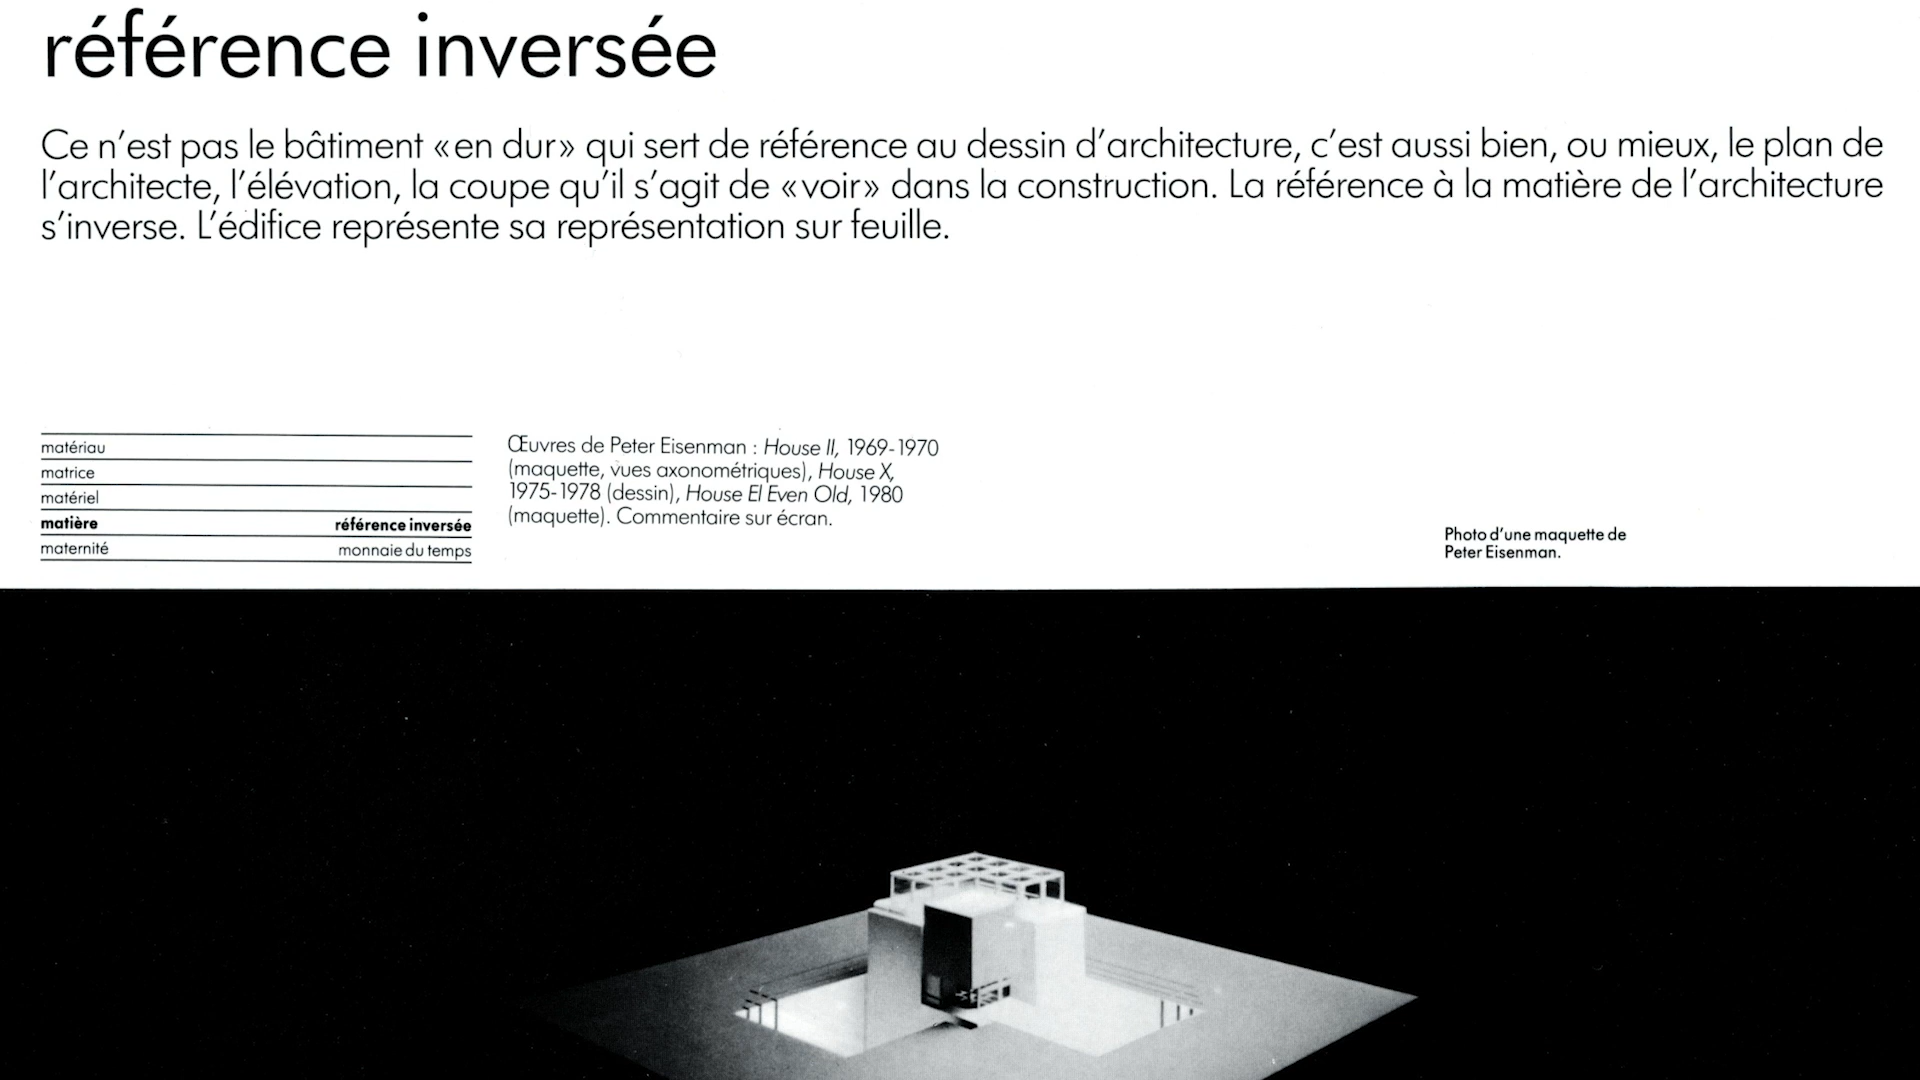 référence inversée
Ce n'est pas le bâtiment «en dur» qui sert de référence au dessin d'architecture, c'est aussi bien, ou mieux, le plan de
l'architecte, l'élévation, la coupe qu'il s'agit de «voir» dans la construction. La référence à la matière de l'architecture
s'inverse. L'édifice représente sa représentation sur feuille.
matériau
matrice
matériel
matière référence inversée
maternité monnaie du temps
Œuvres de Peter Eisenman : House II, 1969-1970
(maquette, vues axonométriques), House X,
1975-1978 (dessin), House El Even Old, 1980
(maquette). Commentaire sur écran.
Photo d'une maquette de
Peter Eisenman.